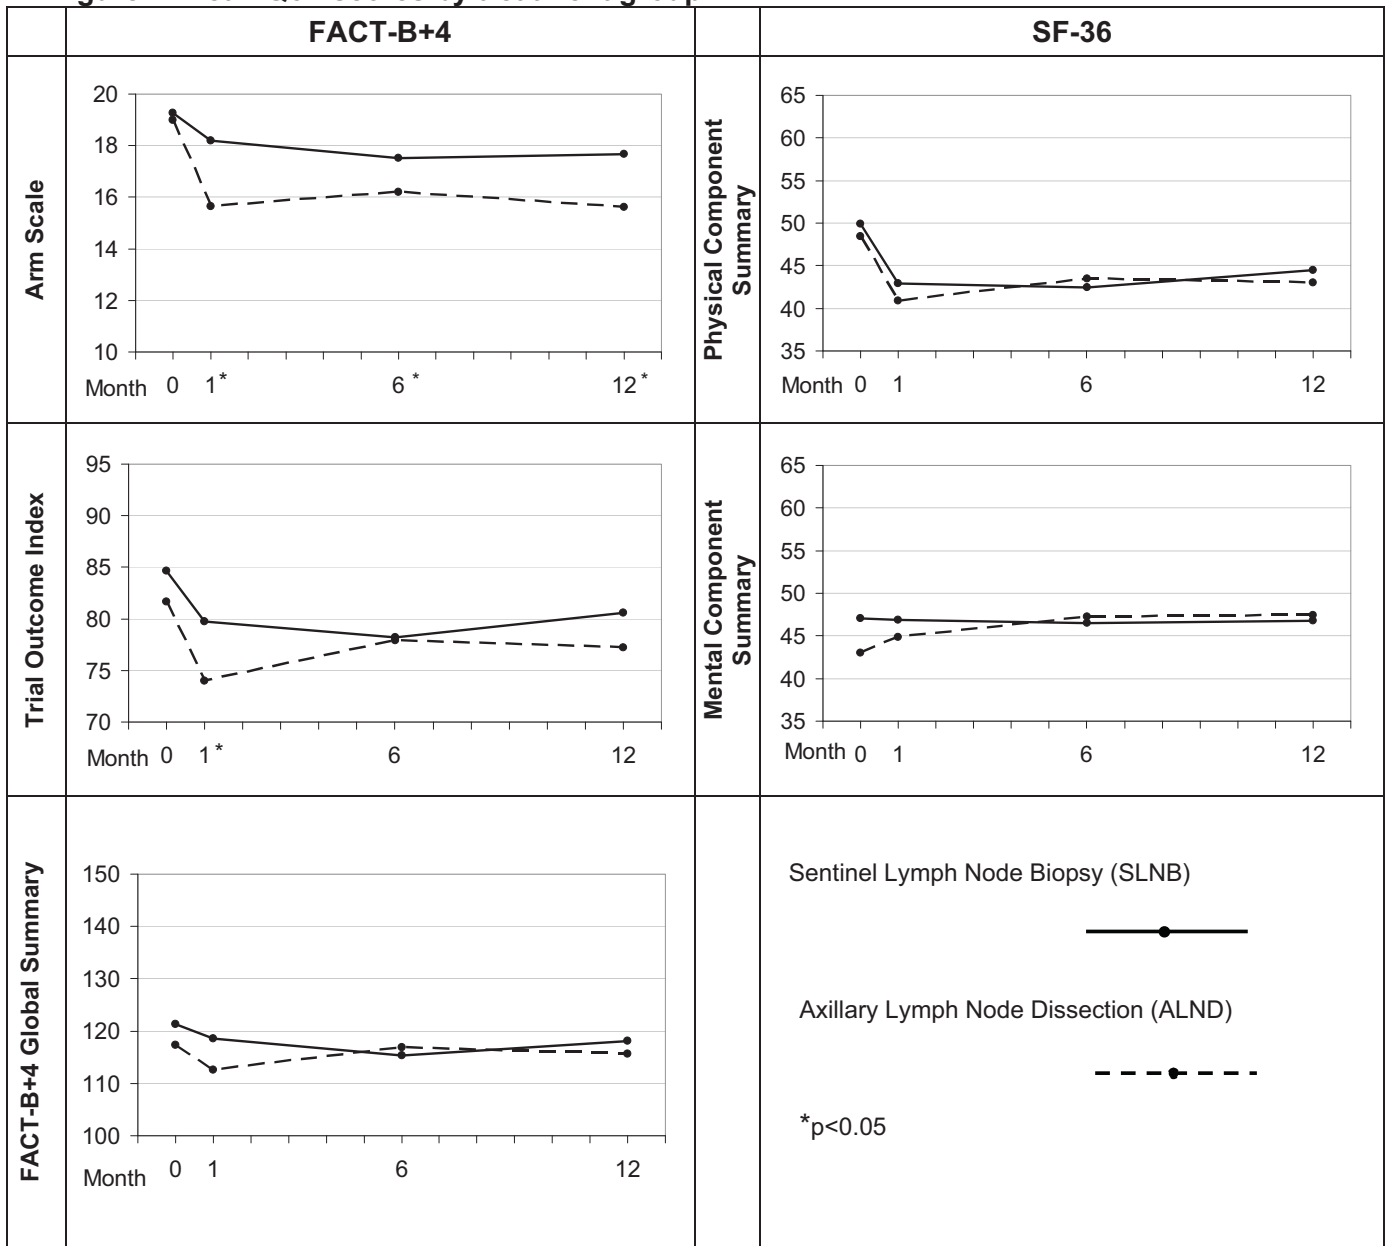 FACT-B+4
SF-36
Arm Scale
20
18
16
14
12
10
Month 0 1* 6* 12*
Physical Component
Summary
65
60
55
50
45
40
35
Month 0 1 6 12
Trial Outcome Index
95
90
85
80
75
70
Month 0 1* 6 12
Mental Component
Summary
65
60
55
50
45
40
35
Month 0 1 6 12
FACT-B+4 Global Summary
150
140
130
120
110
100
Month 0 1 6 12
Sentinel Lymph Node Biopsy (SLNB)
Axillary Lymph Node Dissection (ALND)
*p<0.05